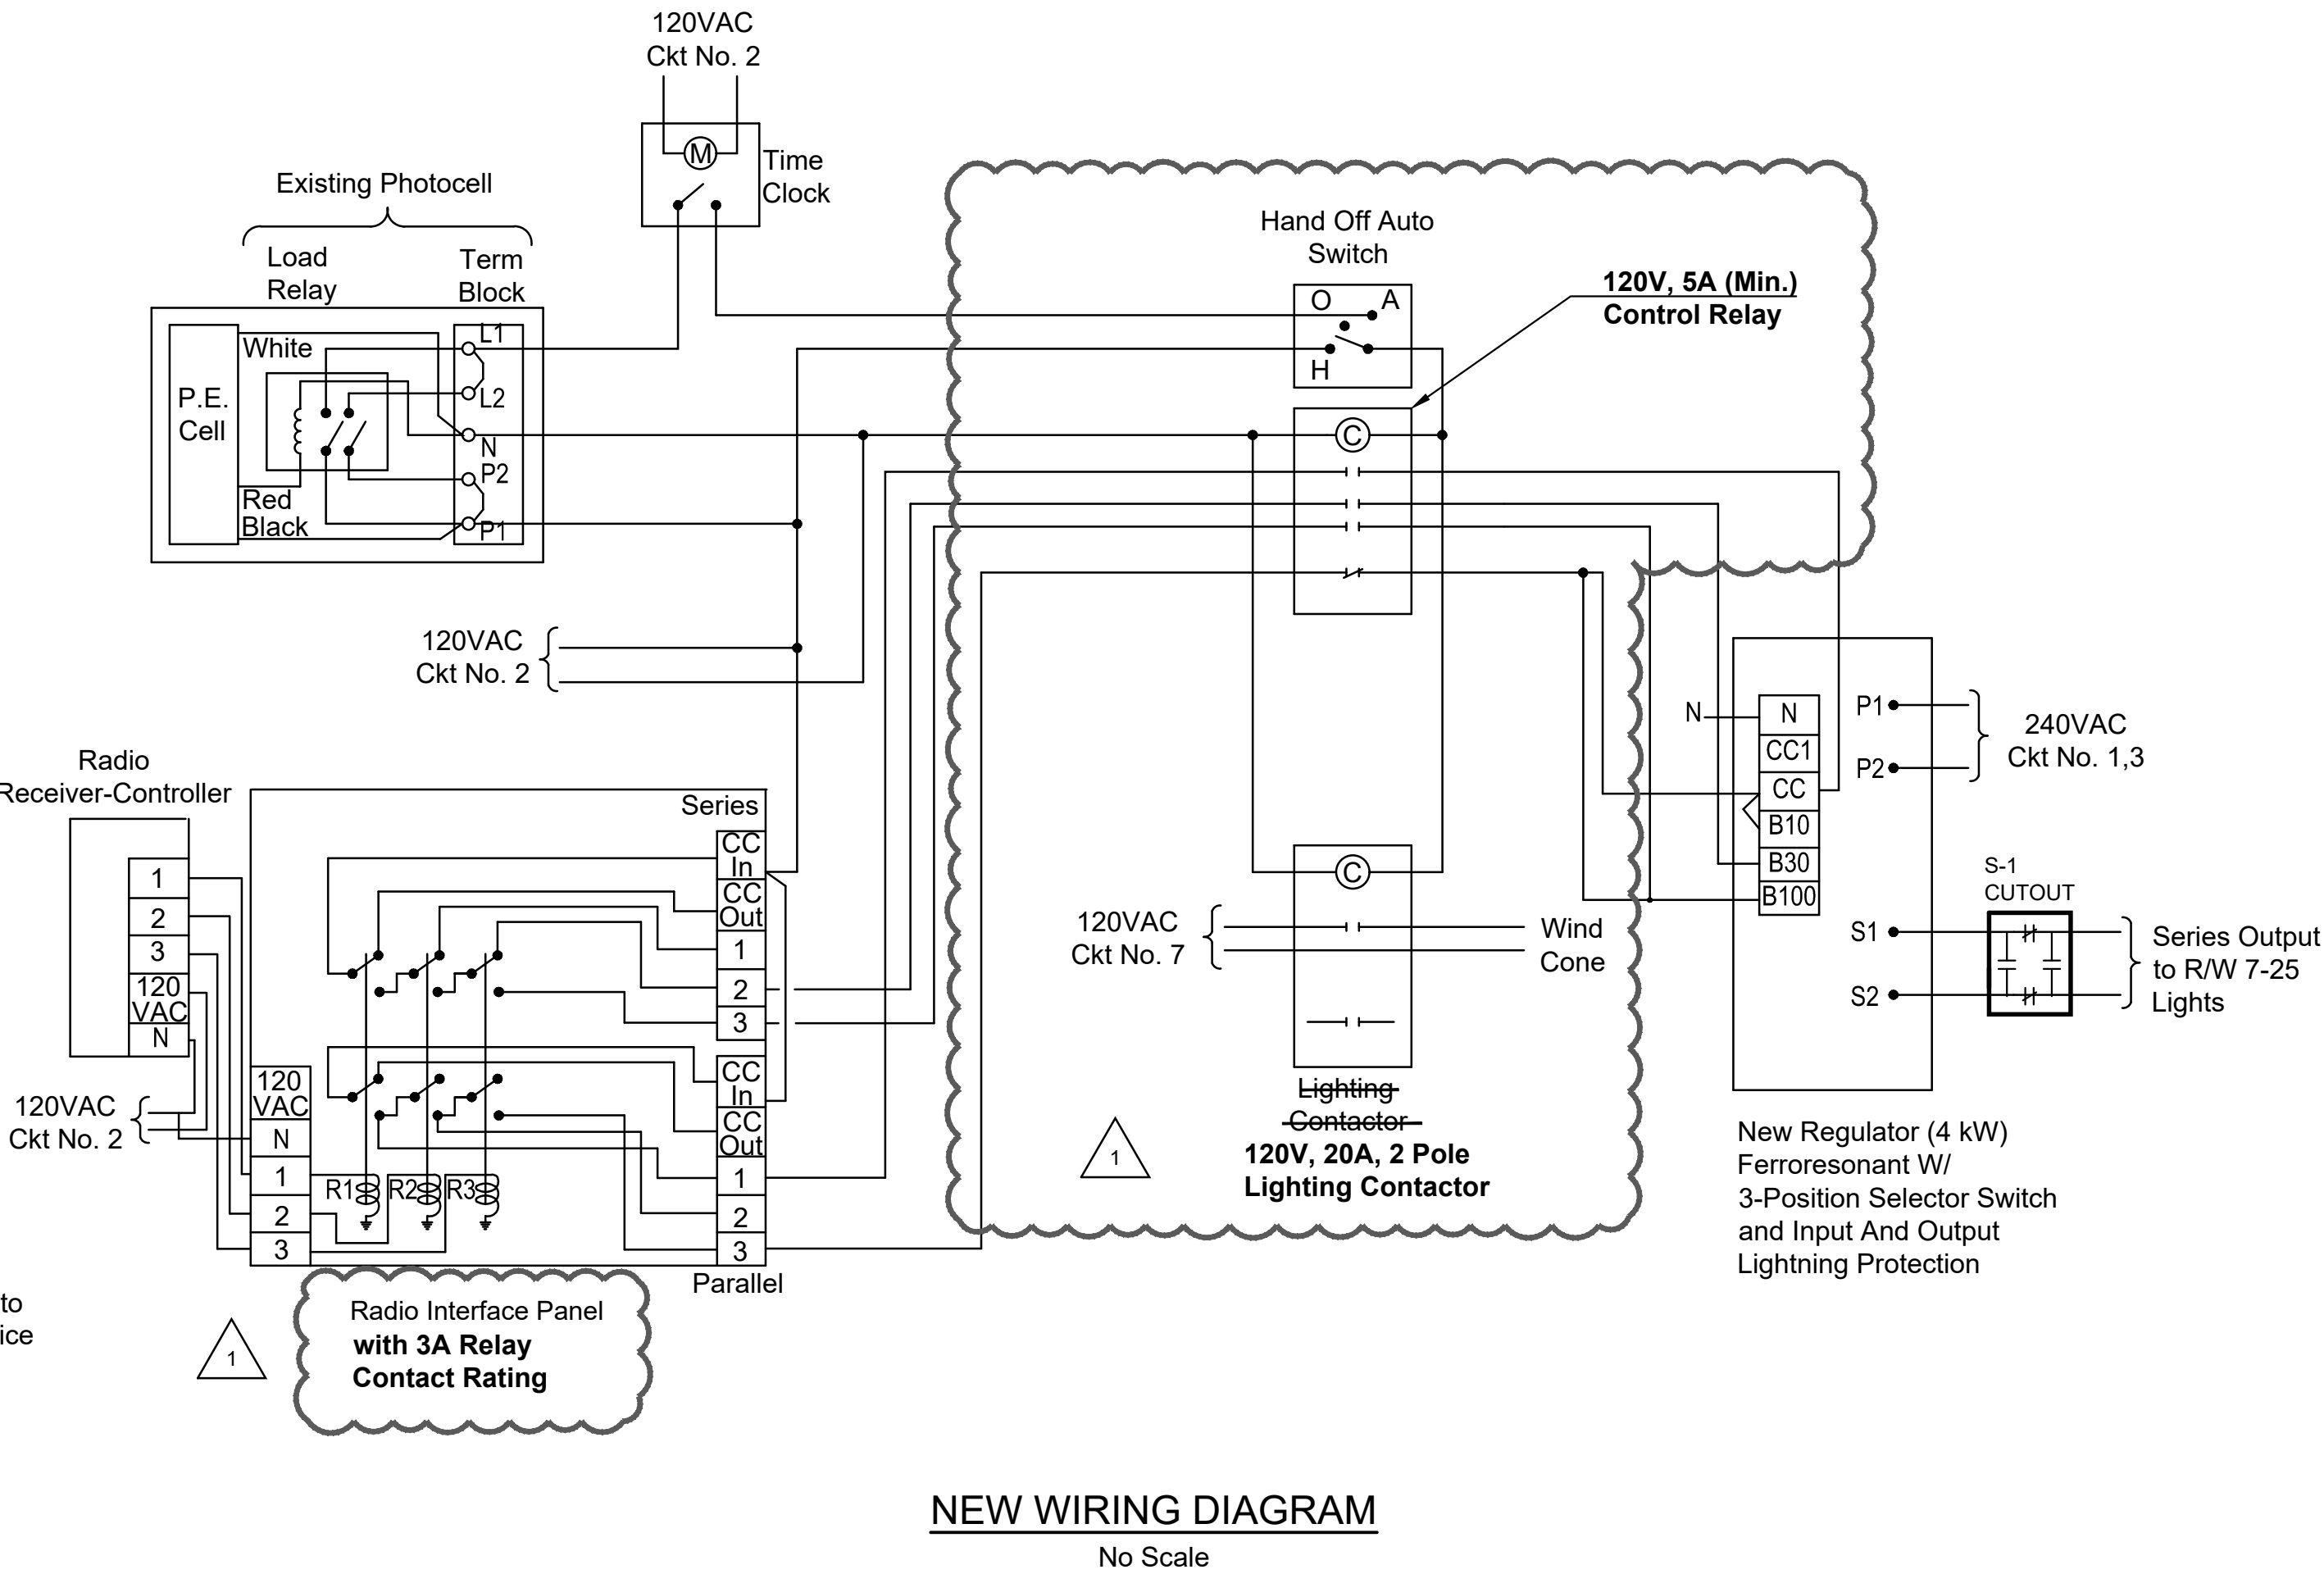 120VAC
Ckt No. 2
M
Time
Clock
Existing Photocell
Load
Relay
Term
Block
L1
White
L2
P.E.
Cell
N
P2
Red
Black
P1
Hand Off Auto
Switch
O
A
H
120V, 5A (Min.)
Control Relay
C
120VAC
Ckt No. 2
Radio
Receiver-Controller
1
2
3
120
VAC
N
120VAC
Ckt No. 2
Series
CC
In
CC
Out
1
2
3
CC
In
CC
Out
1
2
3
Parallel
120
VAC
N
1
2
3
R1
R2
R3
Radio Interface Panel
with 3A Relay
Contact Rating
1
to
ice
C
120VAC
Ckt No. 7
Wind
Cone
Lighting
Contactor
120V, 20A, 2 Pole
Lighting Contactor
1
N
N
CC1
CC
B10
B30
B100
P1
P2
240VAC
Ckt No. 1,3
S1
S2
S-1
CUTOUT
Series Output
to R/W 7-25
Lights
New Regulator (4 kW)
Ferroresonant W/
3-Position Selector Switch
and Input And Output
Lightning Protection
NEW WIRING DIAGRAM
No Scale